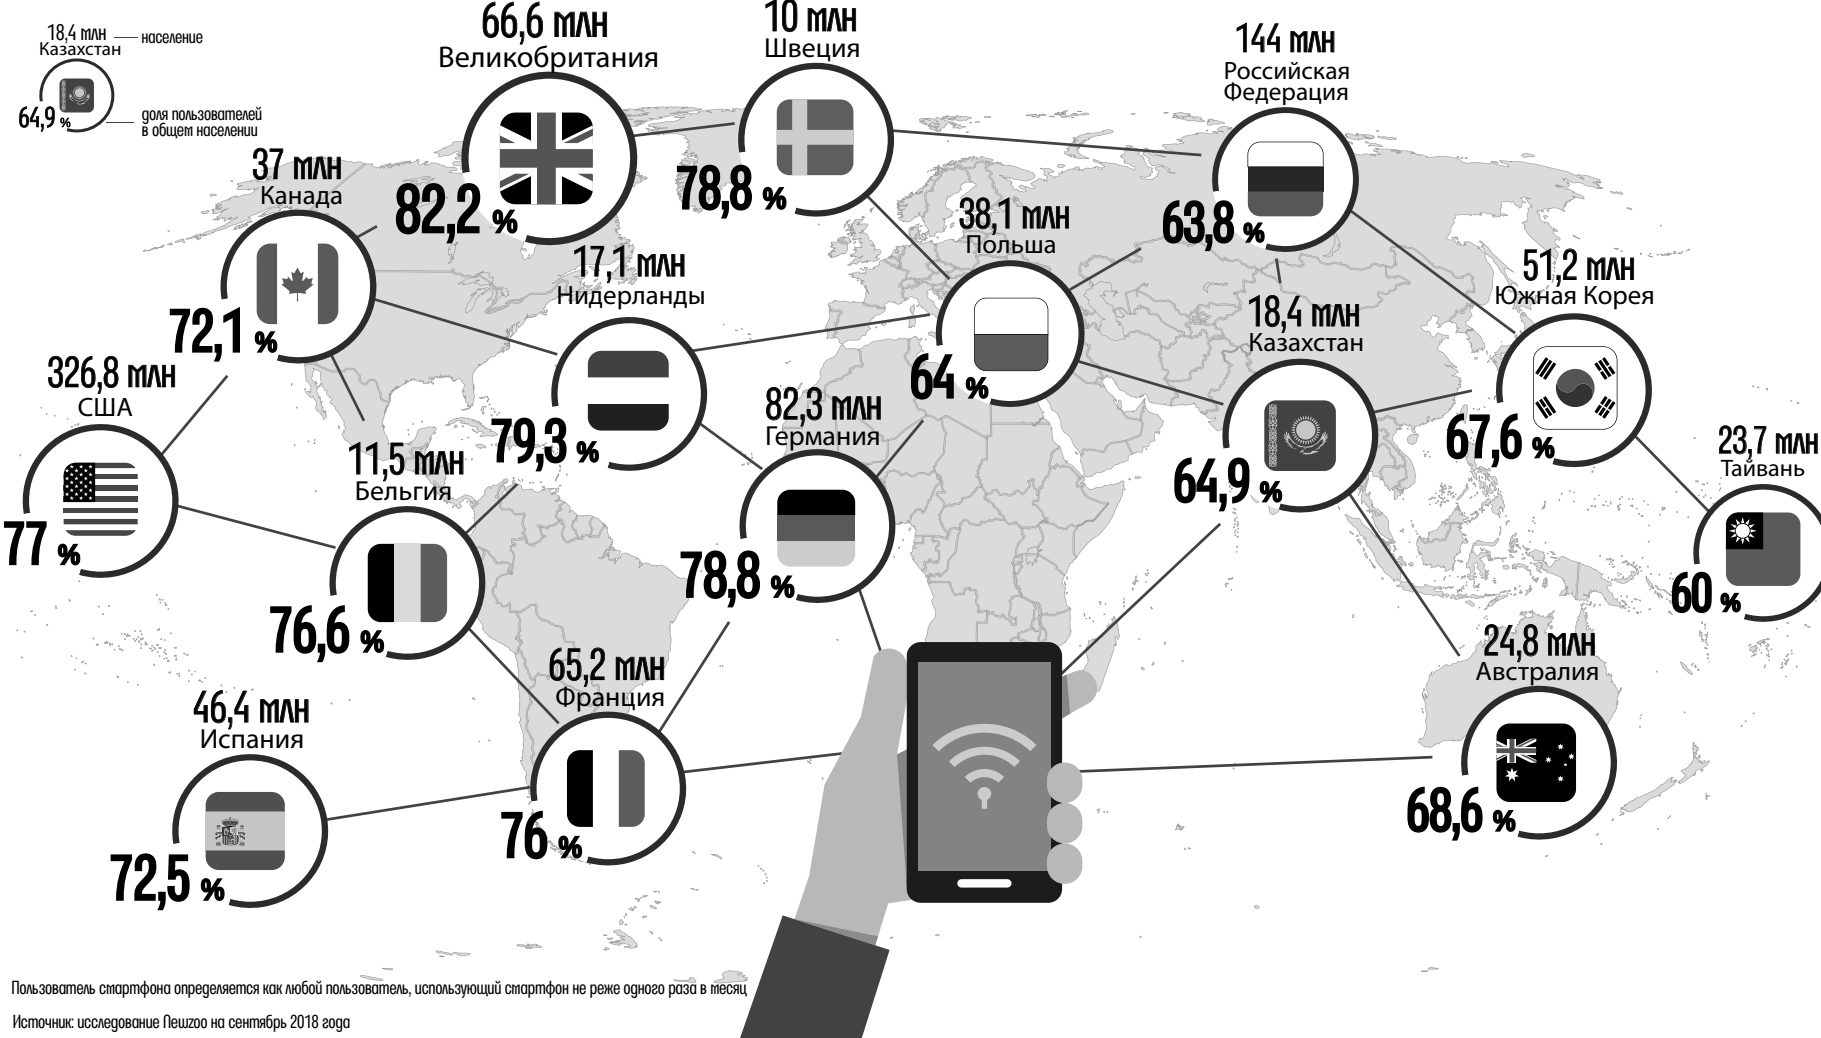 18,4 млн
население
Казахстан
64,9 %
доля пользователей
в общем населении
66,6 млн
Великобритания
82,2 %
10 млн
Швеция
78,8 %
144 млн
Российская
Федерация
63,8 %
37 млн
Канада
72,1 %
17,1 млн
Нидерланды
79,3 %
38,1 млн
Польша
64 %
18,4 млн
Казахстан
64,9 %
51,2 млн
Южная Корея
67,6 %
326,8 млн
США
77 %
11,5 млн
Бельгия
76,6 %
82,3 млн
Германия
78,8 %
23,7 млн
Тайвань
60 %
46,4 млн
Испания
72,5 %
65,2 млн
Франция
76 %
24,8 млн
Австралия
68,6 %
Пользователь смартфона определяется как любой пользователь, использующий смартфон не реже одного раза в месяц
Источник: исследование Newzoo на сентябрь 2018 года